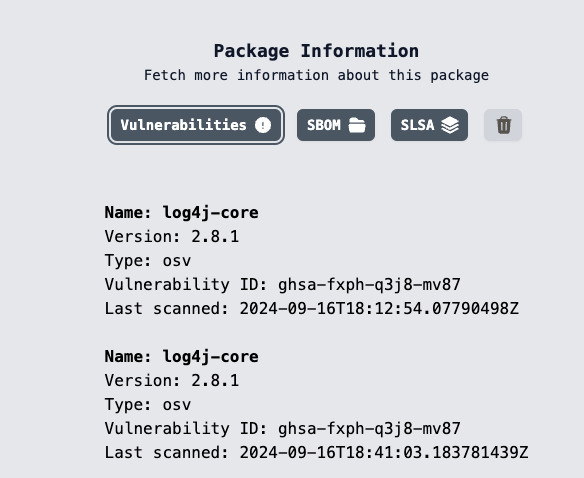 Package Information
Fetch more information about this package
Vulnerabilities
SBOM
SLSA
Name: log4j-core
Version: 2.8.1
Type: osv
Vulnerability ID: ghsa-fxph-q3j8-mv87
Last scanned: 2024-09-16T18:12:54.07790498Z
Name: log4j-core
Version: 2.8.1
Type: osv
Vulnerability ID: ghsa-fxph-q3j8-mv87
Last scanned: 2024-09-16T18:41:03.183781439Z